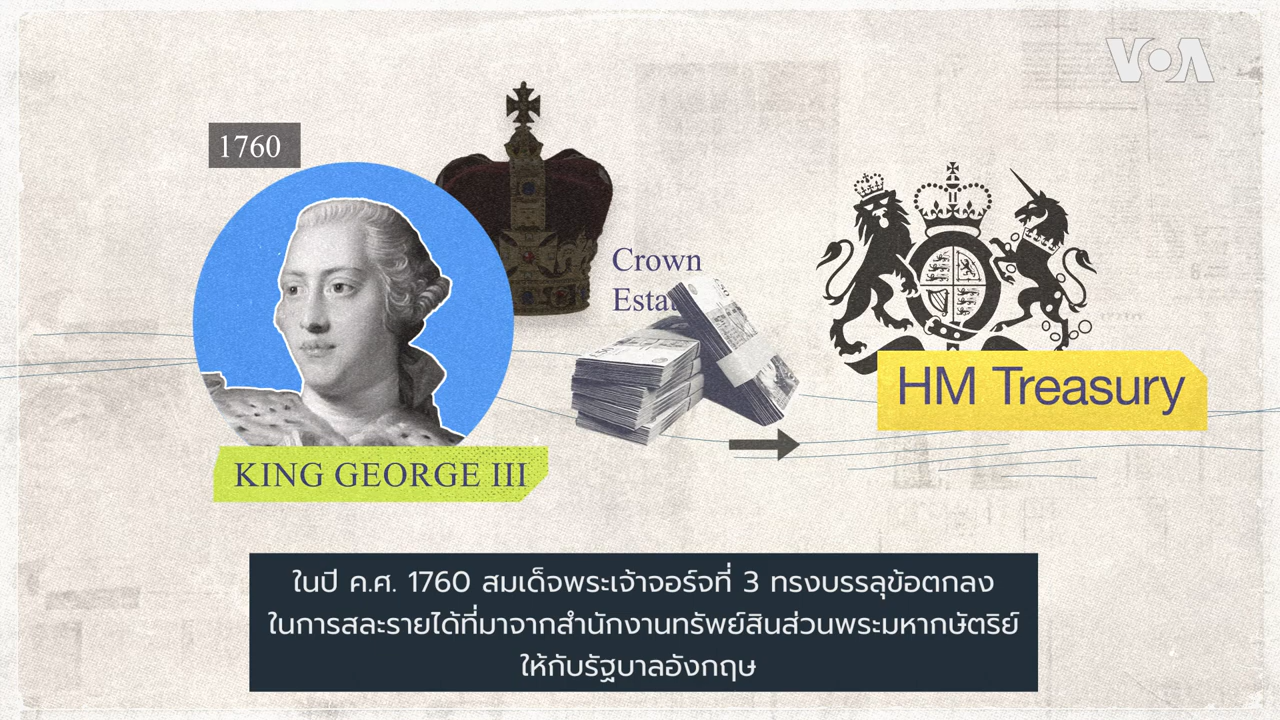 VOA
1760
Crown
Estat
HM Treasury
KING GEORGE III
ในปี ค.ศ. 1760 สมเด็จพระเจ้าจอร์จที่ 3 ทรงบรรลุข้อตกลง
ในการสละรายได้ที่มาจากสำนักงานทรัพย์สินส่วนพระมหากษัตริย์
ให้กับรัฐบาลอังกฤษ